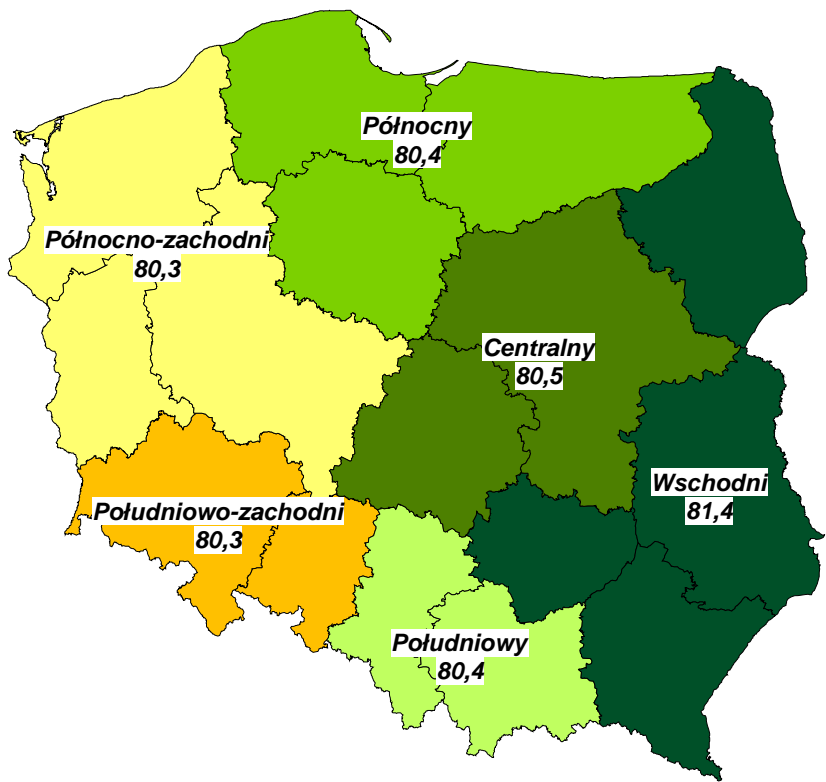 Północny
80,4
Północno-zachodni
80,3
Centralny
80,5
Wschodni
81,4
Południowo-zachodni
80,3
Południowy
80,4